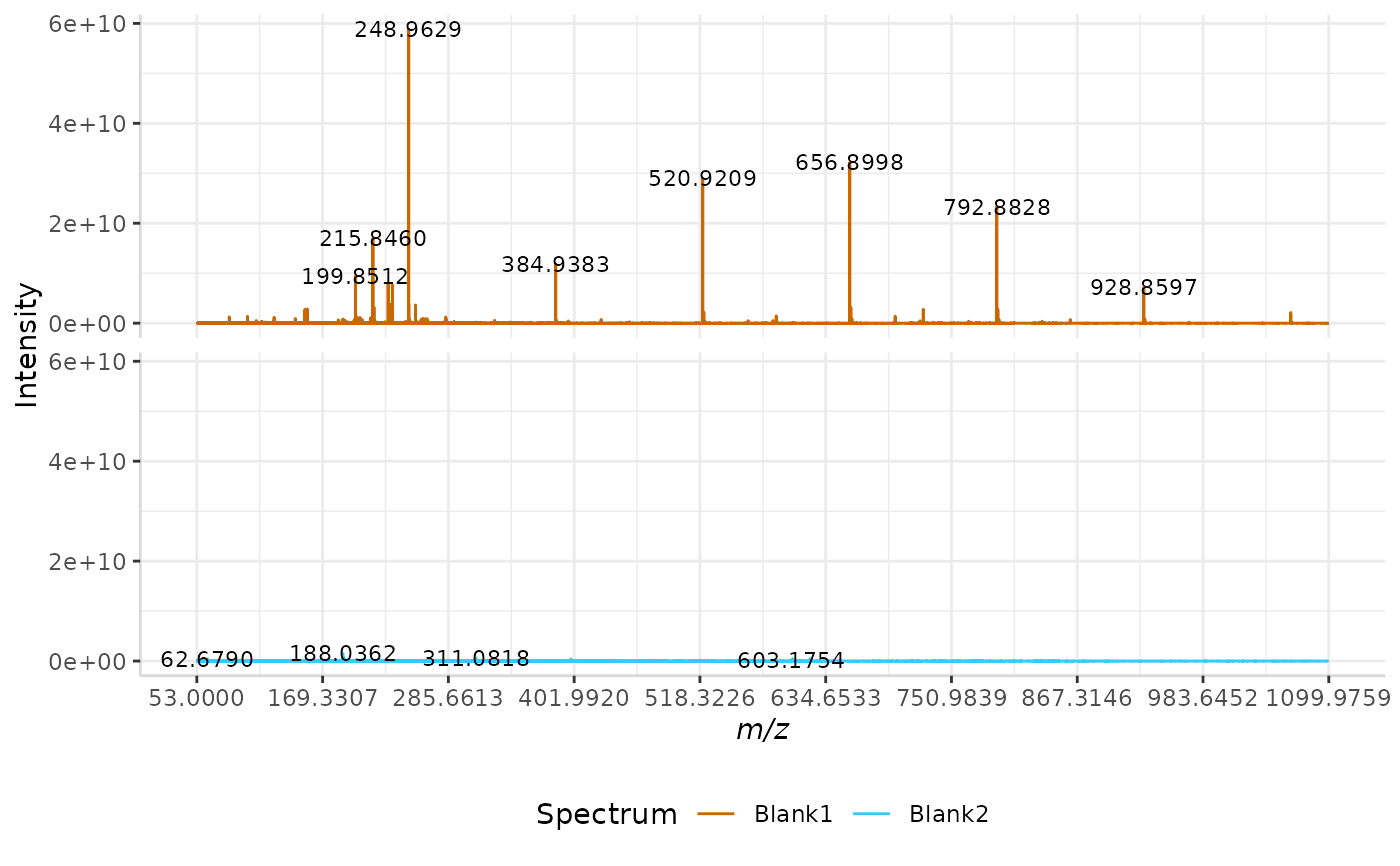 6e+10
248.9629
4e+10
656.8998
520.9209
792.8828
2e+10
215.8460
384.9383
199.8512
928.8597
0e+00
Intensity
6e+10
4e+10
2e+10
0e+00
62.6790
188.0362
311.0818
603.1754
53.0000 169.3307 285.6613 401.9920 518.3226 634.6533 750.9839 867.3146 983.6452 1099.9759
m/z
Spectrum Blank1 Blank2